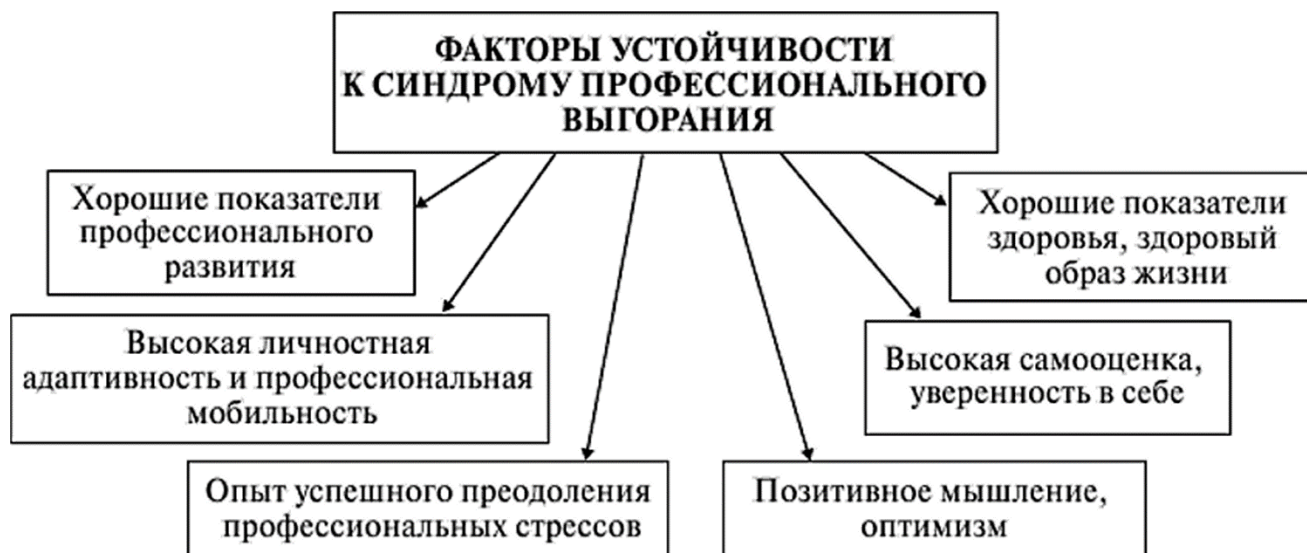 ФАКТОРЫ УСТОЙЧИВОСТИ
К СИНДРОМУ ПРОФЕССИОНАЛЬНОГО
ВЫГОРАНИЯ
Хорошие показатели
профессионального
развития
Хорошие показатели
здоровья, здоровый
образ жизни
Высокая личностная
адаптивность и профессиональная
мобильность
Высокая самооценка,
уверенность в себе
Опыт успешного преодоления
профессиональных стрессов
Позитивное мышление,
оптимизм